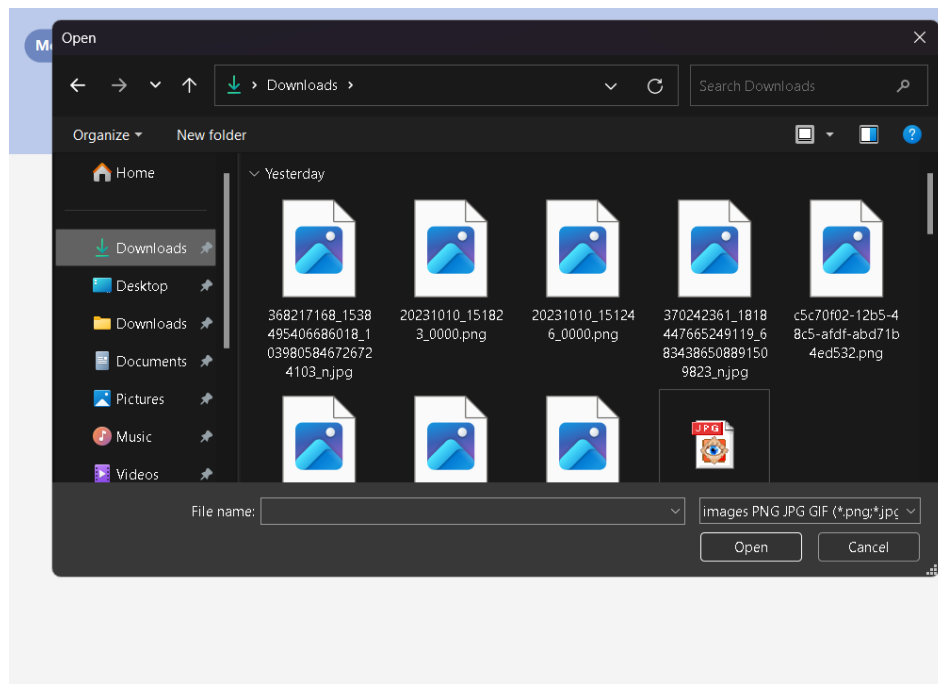 Open
Downloads
Search Downloads
Organize
New folder
Home
Downloads
Desktop
Downloads
Documents
Pictures
Music
Videos
Yesterday
368217168_1538
495406686018_1
03980584672672
4103_n.jpg
20231010_15182
3_0000.png
20231010_15124
6_0000.png
370242361_1818
447665249119_6
83438650889150
9823_n.jpg
c5c70f02-12b5-4
8c5-afdf-abd71b
4ed532.png
JPG
File name:
images PNG JPG GIF (*.png;*.jpg
Open
Cancel